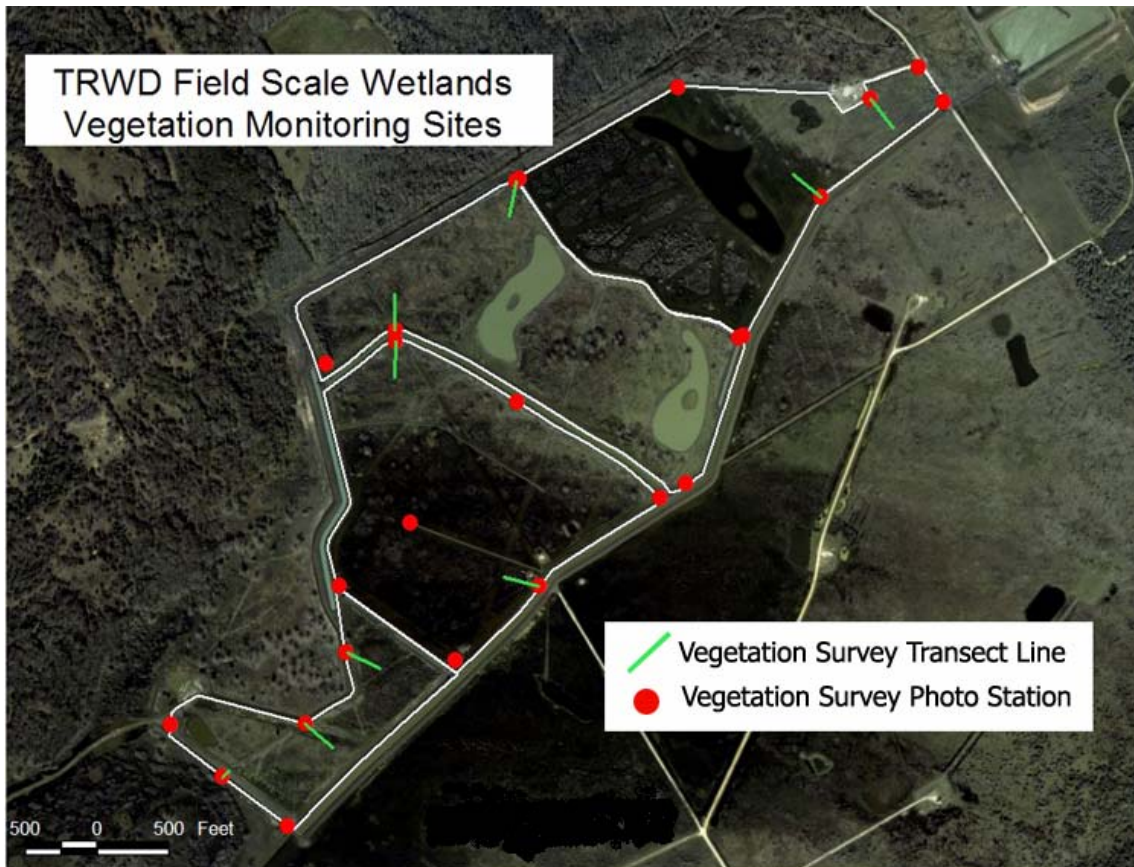 TRWD Field Scale Wetlands
Vegetation Monitoring Sites
Vegetation Survey Transect Line
Vegetation Survey Photo Station
500 0 500 Feet